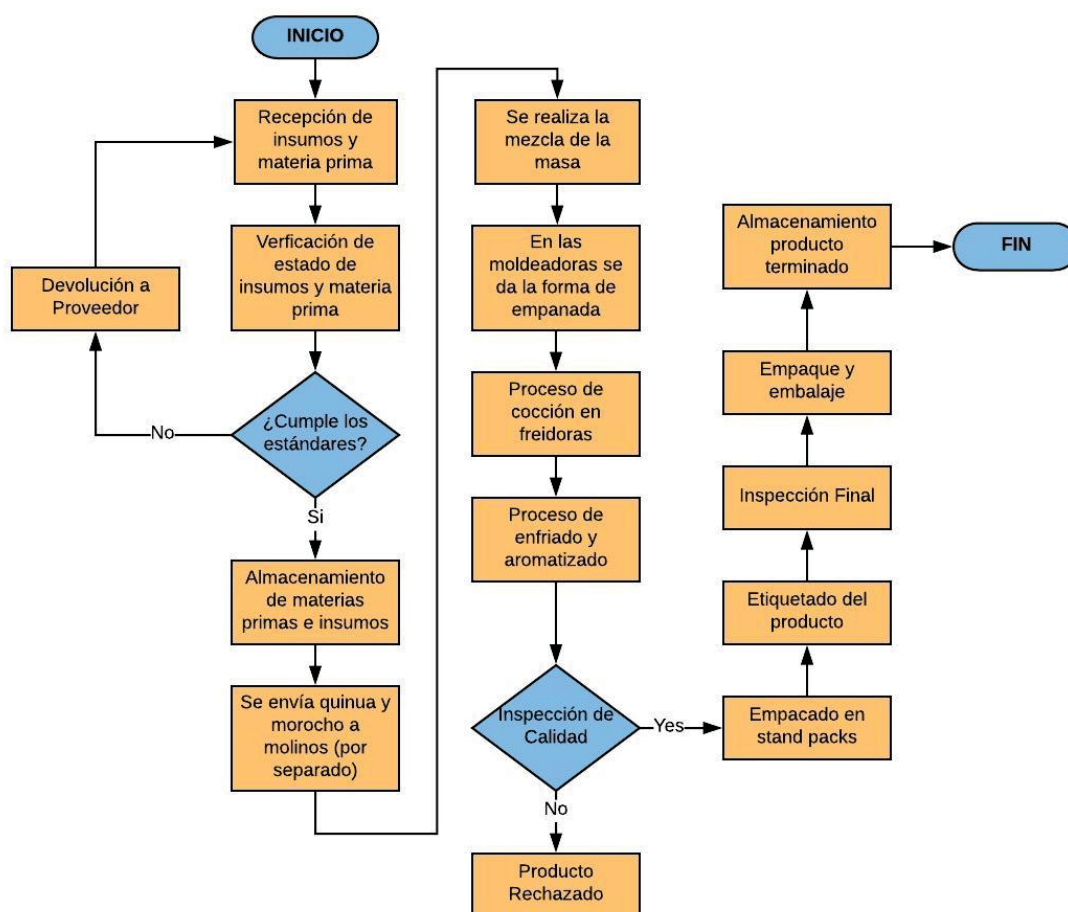 INICIO
Recepción de
insumos y
materia prima
Verficación de
estado de
insumos y materia
prima
Devolución a
Proveedor
¿Cumple los
estándares?
No
Si
Almacenamiento
de materias
primas e insumos
Se envía quinua y
morocho a
molinos (por
separado)
Se realiza la
mezcla de la
masa
En las
moldeadoras se
da la forma de
empanada
Proceso de
cocción en
freidoras
Proceso de
enfriado y
aromatizado
Inspección de
Calidad
Yes
No
Producto
Rechazado
Empacado en
stand packs
Etiquetado del
producto
Inspección Final
Empaque y
embalaje
Almacenamiento
producto
terminado
FIN